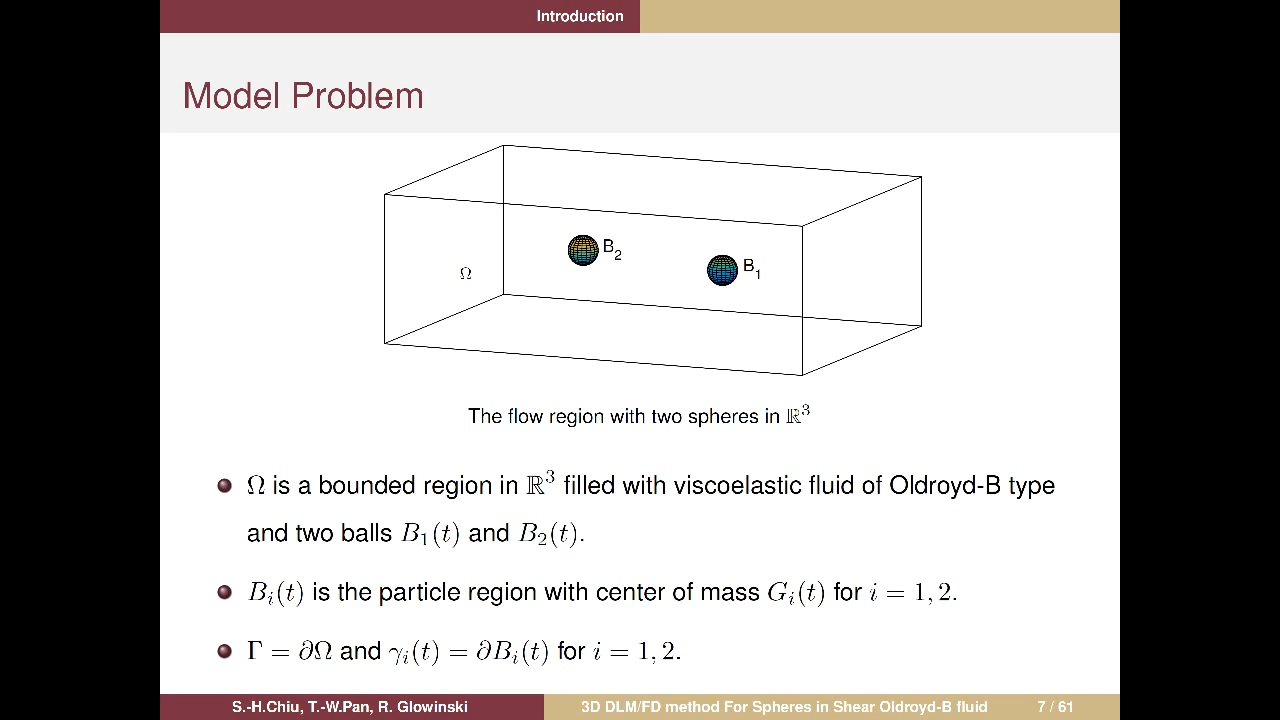 Introduction
Model Problem
B₂
B₁
Ω
The flow region with two spheres in ℝ³
Ω is a bounded region in ℝ³ filled with viscoelastic fluid of Oldroyd-B type
and two balls B₁(t) and B₂(t).
Bᵢ(t) is the particle region with center of mass Gᵢ(t) for i = 1, 2.
Γ = ∂Ω and γᵢ(t) = ∂Bᵢ(t) for i = 1, 2.
S.-H.Chiu, T.-W.Pan, R. Glowinski 3D DLM/FD method For Spheres in Shear Oldroyd-B fluid 7 / 61